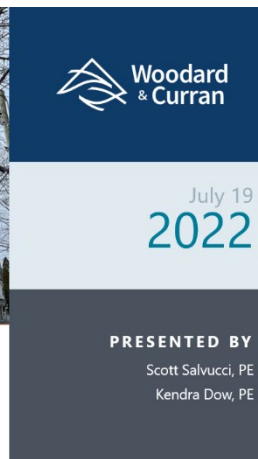 Woodard
& Curran
July 19
2022
PRESENTED BY
Scott Salvucci, PE
Kendra Dow, PE